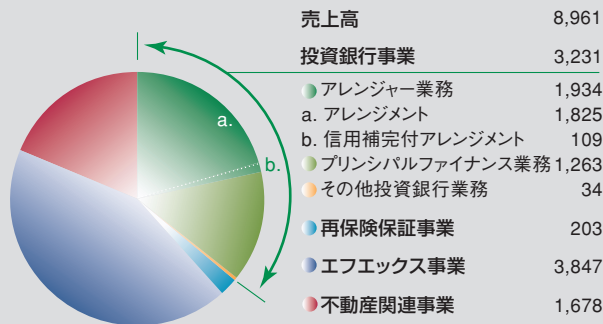 売上高 8,961
投資銀行事業 3,231
アレンジャー業務 1,934
a. アレンジメント 1,825
b. 信用補完付アレンジメント 109
プリンシパルファイナンス業務 1,263
その他投資銀行業務 34
再保険保証事業 203
エフエックス事業 3,847
不動産関連事業 1,678
a.
b.